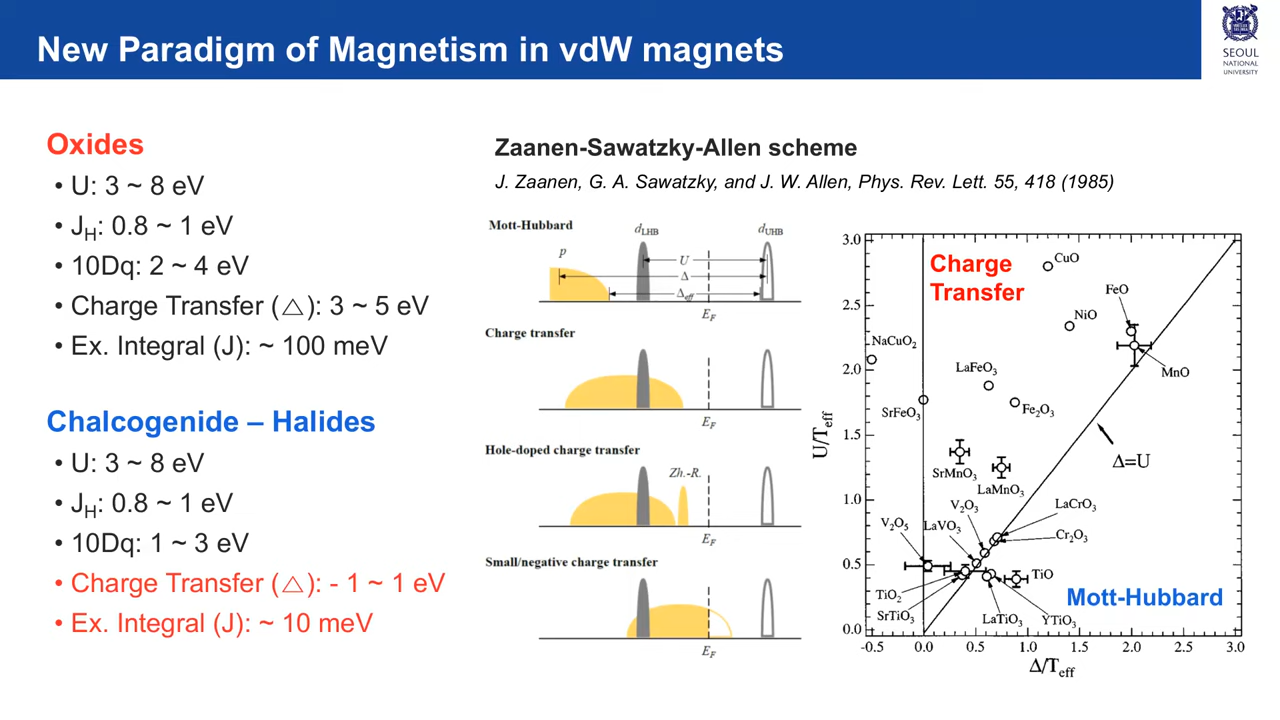 New Paradigm of Magnetism in vdW magnets
SEOUL
NATIONAL
UNIVERSITY
Oxides
• U: 3 ~ 8 eV
• J_H: 0.8 ~ 1 eV
• 10Dq: 2 ~ 4 eV
• Charge Transfer (△): 3 ~ 5 eV
• Ex. Integral (J): ~ 100 meV
Chalcogenide – Halides
• U: 3 ~ 8 eV
• J_H: 0.8 ~ 1 eV
• 10Dq: 1 ~ 3 eV
• Charge Transfer (△): - 1 ~ 1 eV
• Ex. Integral (J): ~ 10 meV
Zaanen-Sawatzky-Allen scheme
J. Zaanen, G. A. Sawatzky, and J. W. Allen, Phys. Rev. Lett. 55, 418 (1985)
Mott-Hubbard
d_LHB
d_UHB
p
U
Δ
Δ_eff
E_F
Charge transfer
E_F
Hole-doped charge transfer
Zh.-R.
E_F
Small/negative charge transfer
E_F
U/T_eff
3.0
2.5
2.0
1.5
1.0
0.5
0.0
Charge
Transfer
CuO
FeO
NiO
NaCuO₂
LaFeO₃
MnO
SrFeO₃
Fe₂O₃
Δ=U
SrMnO₃
LaMnO₃
V₂O₃
LaCrO₃
V₂O₅
LaVO₃
Cr₂O₃
TiO
TiO₂
Mott-Hubbard
SrTiO₃
LaTiO₃
YTiO₃
-0.5
0.0
0.5
1.0
1.5
2.0
2.5
3.0
Δ/T_eff